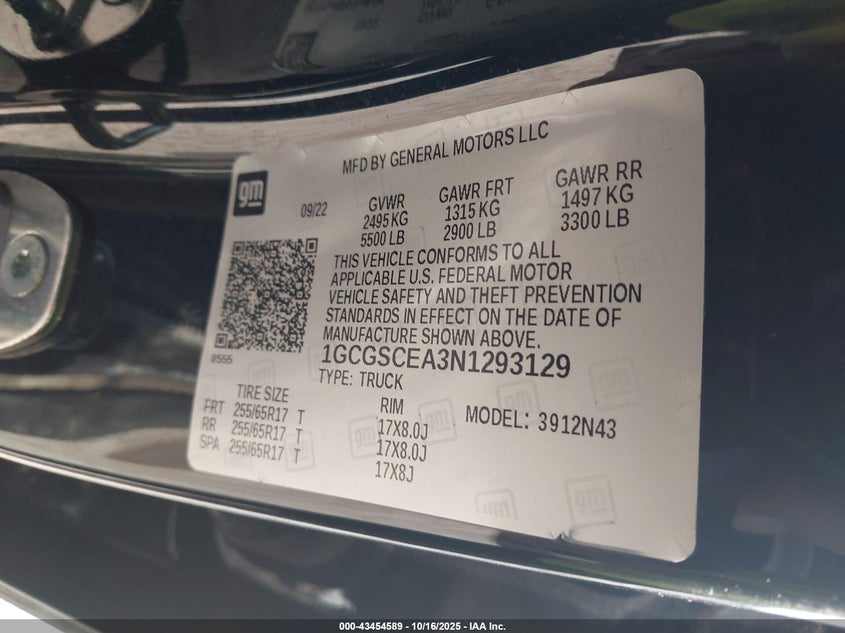 MFD BY GENERAL MOTORS LLC
gm
09/22
GVWR GAWR FRT GAWR RR
2495 KG 1315 KG 1497 KG
5500 LB 2900 LB 3300 LB
THIS VEHICLE CONFORMS TO ALL
APPLICABLE U.S. FEDERAL MOTOR
VEHICLE SAFETY AND THEFT PREVENTION
STANDARDS IN EFFECT ON THE DATE OF
MANUFACTURE SHOWN ABOVE.
8555
1GCGSCEA3N1293129
TYPE: TRUCK
TIRE SIZE RIM MODEL: 3912N43
FRT 255/65R17 T 17X8.0J
RR 255/65R17 T 17X8.0J
SPA 255/65R17 T 17X8J
000-43454589 - 10/16/2025 - IAA Inc.